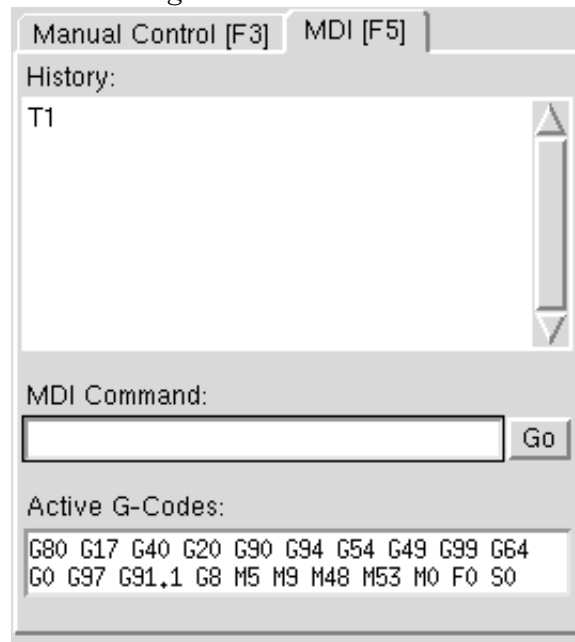 Manual Control [F3] MDI [F5]
History:
T1
MDI Command:
Go
Active G-Codes:
G80 G17 G40 G20 G90 G94 G54 G49 G99 G64
G0 G97 G91.1 G8 M5 M9 M48 M53 M0 F0 S0